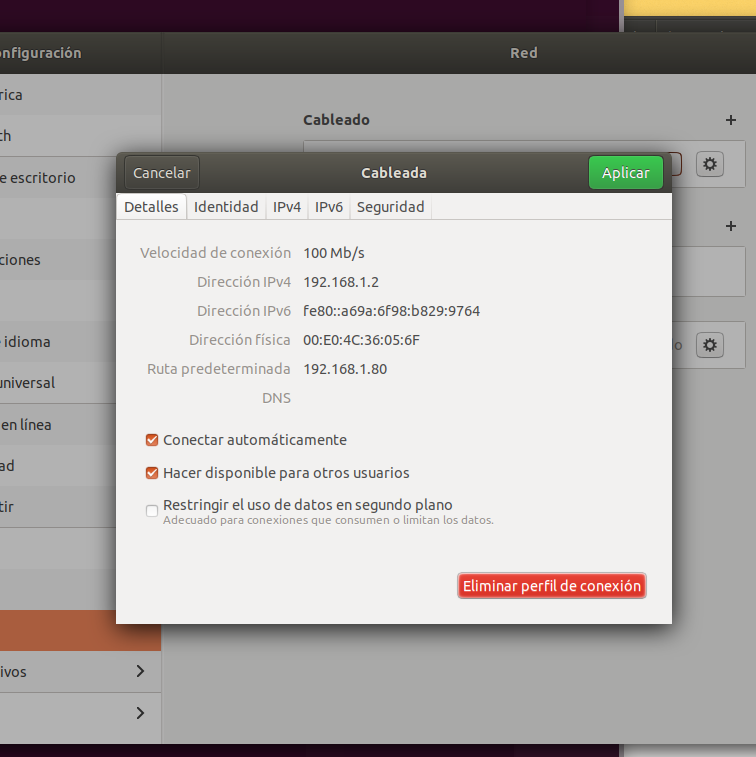 onfiguración
Red
rica
th
e escritorio
ciones
e idioma
universal
en línea
ad
tir
ivos
Cableado
+
+
do
Cancelar
Cableada
Aplicar
Detalles
Identidad
IPv4
IPv6
Seguridad
Velocidad de conexión 100 Mb/s
Dirección IPv4 192.168.1.2
Dirección IPv6 fe80::a69a:6f98:b829:9764
Dirección física 00:E0:4C:36:05:6F
Ruta predeterminada 192.168.1.80
DNS
Conectar automáticamente
Hacer disponible para otros usuarios
Restringir el uso de datos en segundo plano
Adecuado para conexiones que consumen o limitan los datos.
Eliminar perfil de conexión